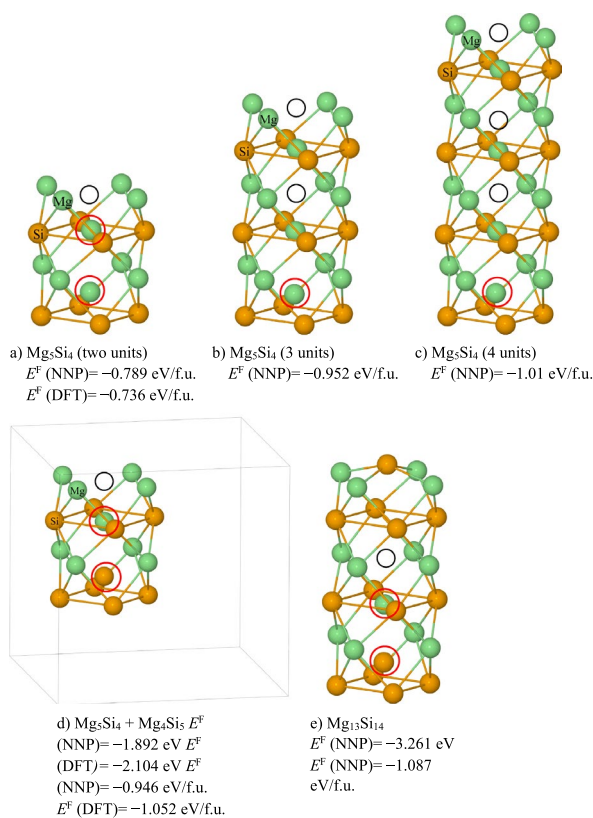 Mg
Si
Mg
Si
Mg
Si
a) Mg₅Si₄ (two units)
Eᶠ (NNP)= −0.789 eV/f.u.
Eᶠ (DFT)= −0.736 eV/f.u.
b) Mg₅Si₄ (3 units)
Eᶠ (NNP)= −0.952 eV/f.u.
c) Mg₅Si₄ (4 units)
Eᶠ (NNP)= −1.01 eV/f.u.
Mg
Si
d) Mg₅Si₄ + Mg₄Si₅ Eᶠ
(NNP)= −1.892 eV Eᶠ
(DFT)= −2.104 eV Eᶠ
(NNP)= −0.946 eV/f.u.
Eᶠ (DFT)= −1.052 eV/f.u.
e) Mg₁₃Si₁₄
Eᶠ (NNP)= −3.261 eV
Eᶠ (NNP)= −1.087
eV/f.u.